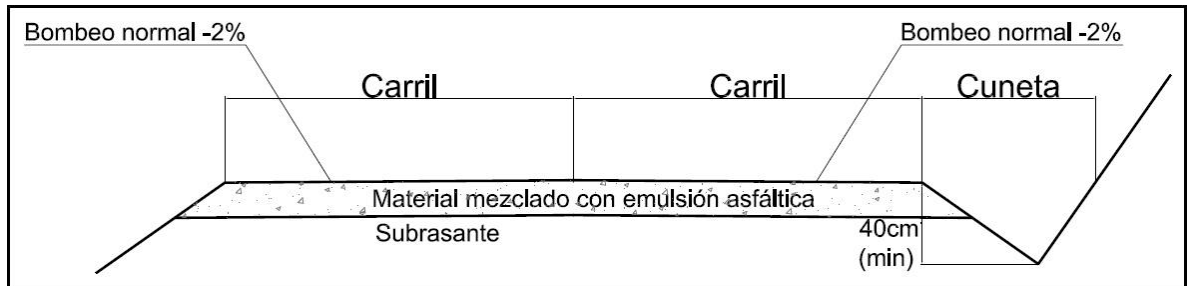 Bombeo normal -2%
Bombeo normal -2%
Carril
Carril
Cuneta
Material mezclado con emulsión asfáltica
Subrasante
40cm
(min)